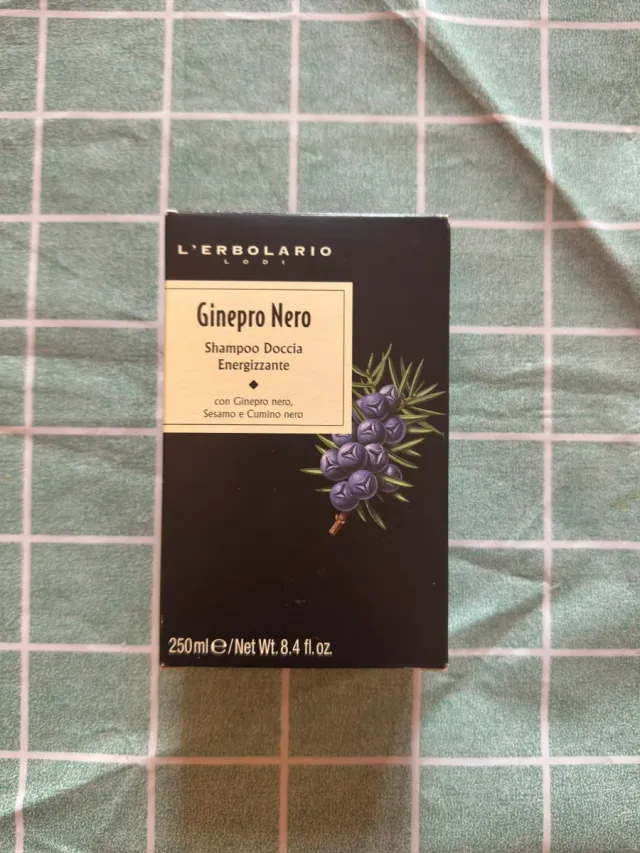 L'ERBOLARIO
LODI
Ginepro Nero
Shampoo Doccia
Energizzante
con Ginepro nero,
Sesamo e Cumino nero
250ml℮/Net Wt. 8.4 fl.oz.